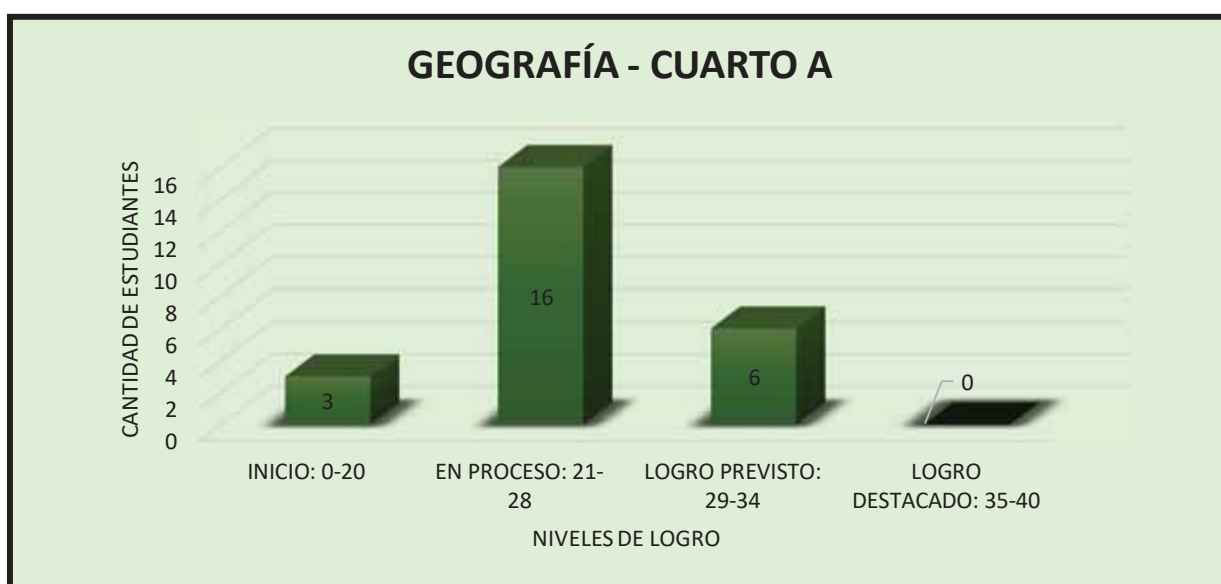 GEOGRAFÍA - CUARTO A
CANTIDAD DE ESTUDIANTES
16
14
12
10
8
6
4
2
0
3
16
6
0
INICIO: 0-20
EN PROCESO: 21-
28
LOGRO PREVISTO:
29-34
LOGRO
DESTACADO: 35-40
NIVELES DE LOGRO